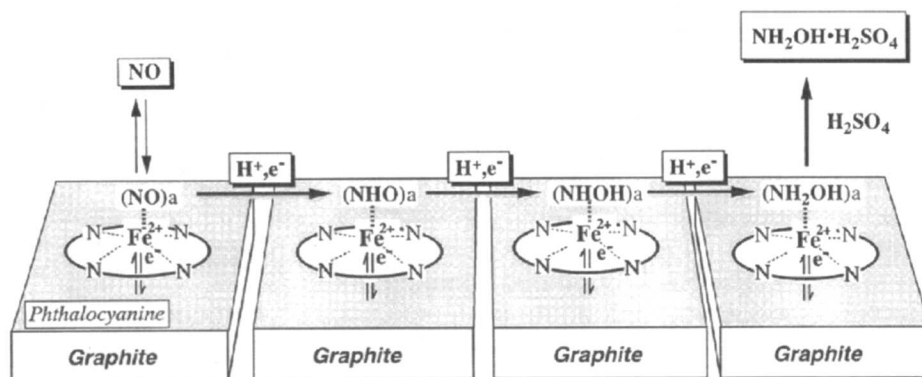 NH₂OH•H₂SO₄
NO
H₂SO₄
H⁺,e⁻ H⁺,e⁻ H⁺,e⁻
(NO)a (NHO)a (NHOH)a (NH₂OH)a
N Fe²⁺ N N Fe²⁺ N N Fe²⁺ N N Fe²⁺ N
N e⁻ N N e⁻ N N e⁻ N N e⁻ N
Phthalocyanine
Graphite Graphite Graphite Graphite